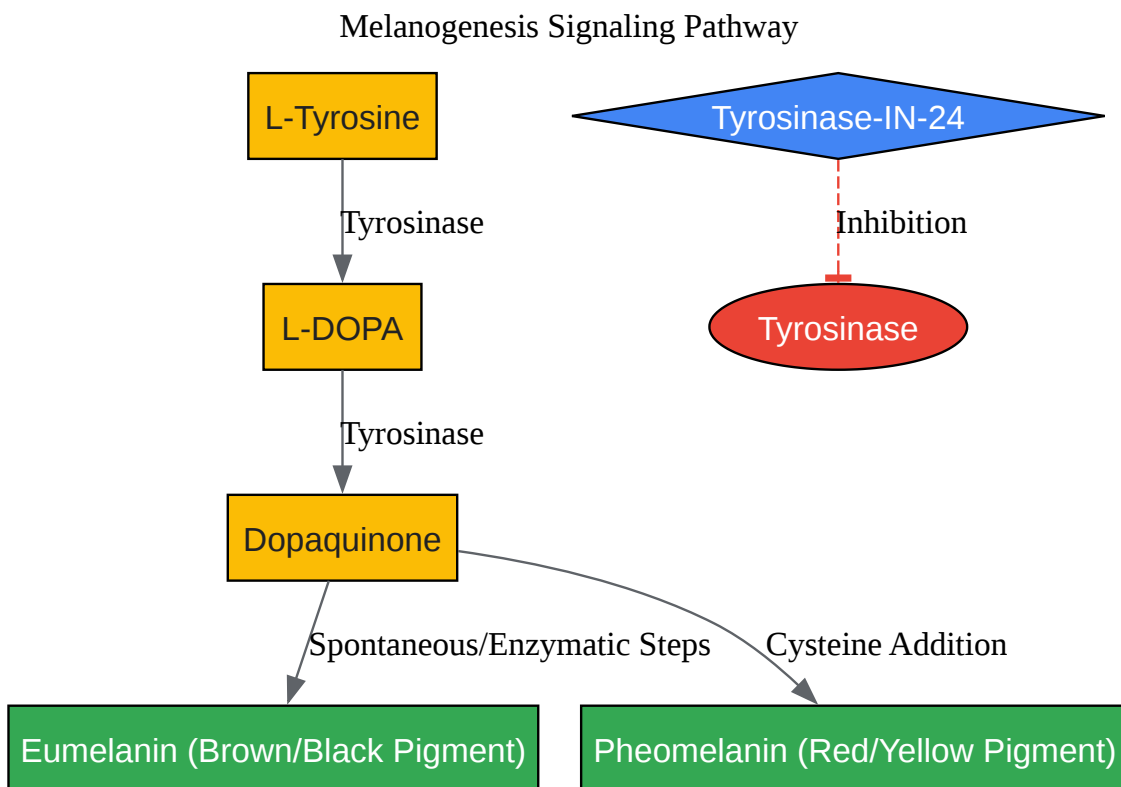 Melanogenesis Signaling Pathway
L-Tyrosine
Tyrosinase-IN-24
Tyrosinase
Inhibition
L-DOPA
Tyrosinase
Tyrosinase
Dopaquinone
Spontaneous/Enzymatic Steps
Cysteine Addition
Eumelanin (Brown/Black Pigment)
Pheomelanin (Red/Yellow Pigment)